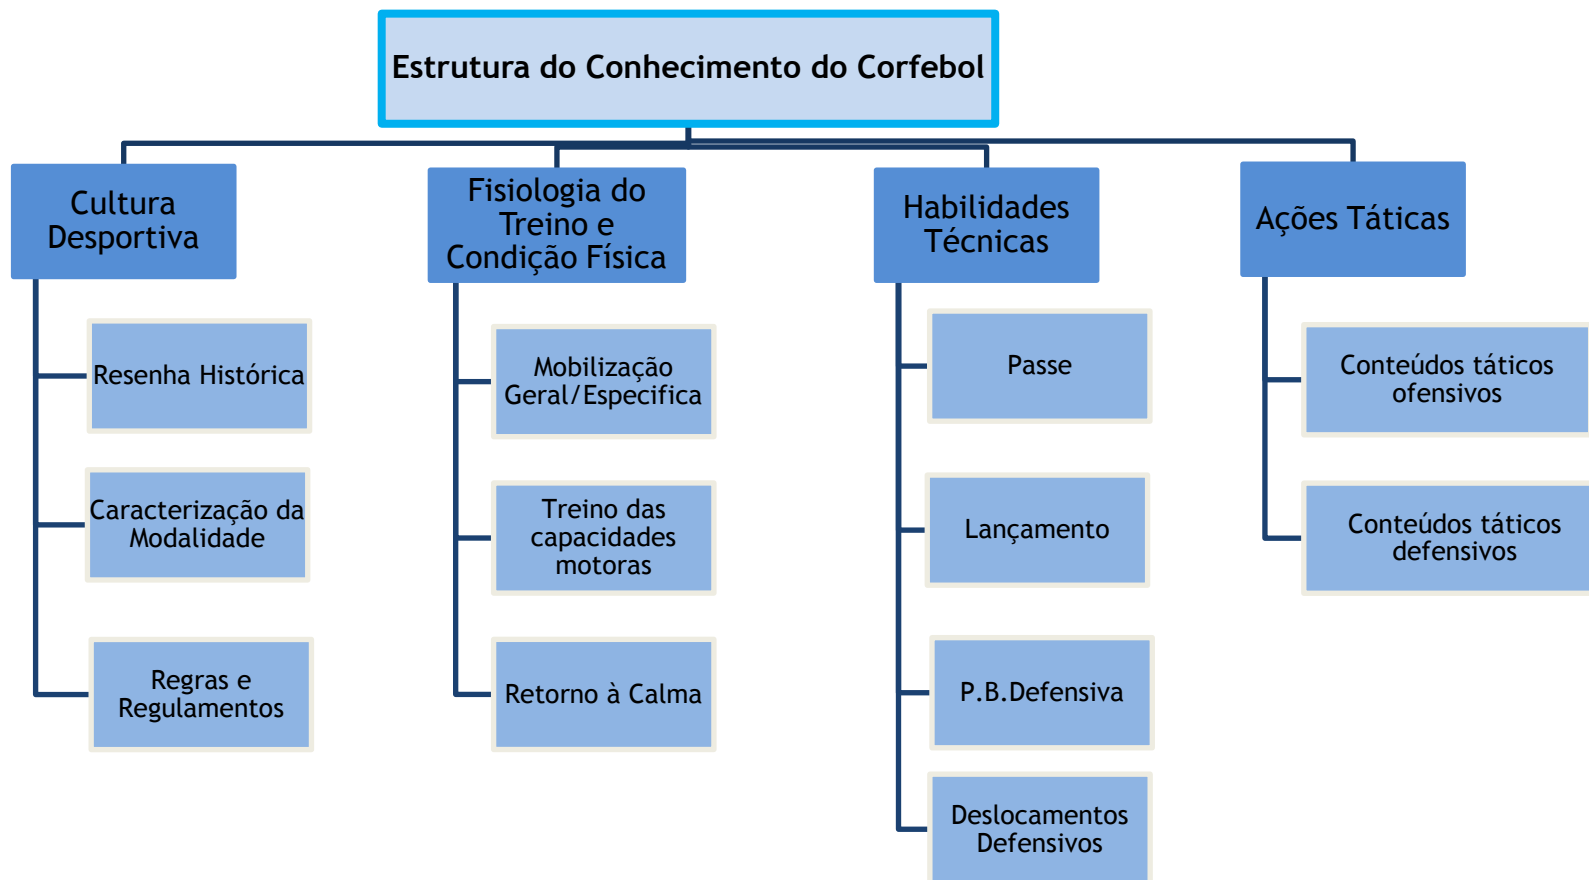 Estrutura do Conhecimento do Corfebol
Cultura
Desportiva
Resenha Histórica
Caracterização da
Modalidade
Regras e
Regulamentos
Fisiologia do
Treino e
Condição Física
Mobilização
Geral/Especifica
Treino das
capacidades
motoras
Retorno à Calma
Habilidades
Técnicas
Passe
Lançamento
P.B.Defensiva
Deslocamentos
Defensivos
Ações Táticas
Conteúdos táticos
ofensivos
Conteúdos táticos
defensivos